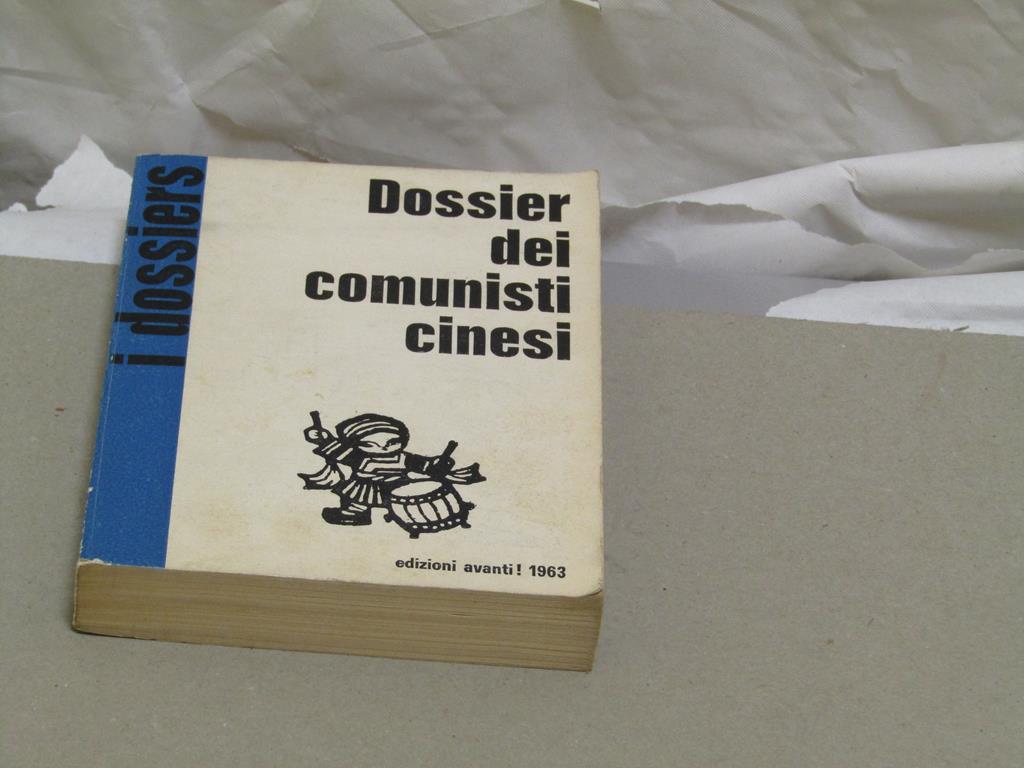 i dossiers
Dossier
dei
comunisti
cinesi
edizioni avanti! 1963